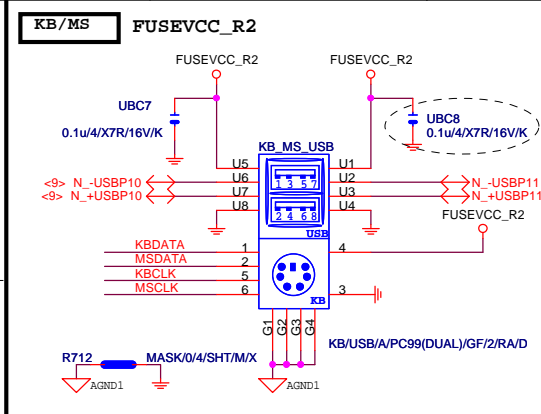 KB/MS FUSEVCC_R2
FUSEVCC_R2 FUSEVCC_R2
UBC7 UBC8
0.1u/4/X7R/16V/K 0.1u/4/X7R/16V/K
KB_MS_USB
U5 U1
<9> N_-USBP10 U6 1 3 5 7 U2 N_-USBP11
<9> N_+USBP10 U7 U3 N_+USBP11
U8 2 4 6 8 U4 FUSEVCC_R2
USB
KBDATA 1 4
MSDATA 2
KBCLK 5
MSCLK 6 3
KB
G1 G2 G3 G4
KB/USB/A/PC99(DUAL)/GF/2/RA/D
R712 MASK/0/4/SHT/M/X
AGND1 AGND1